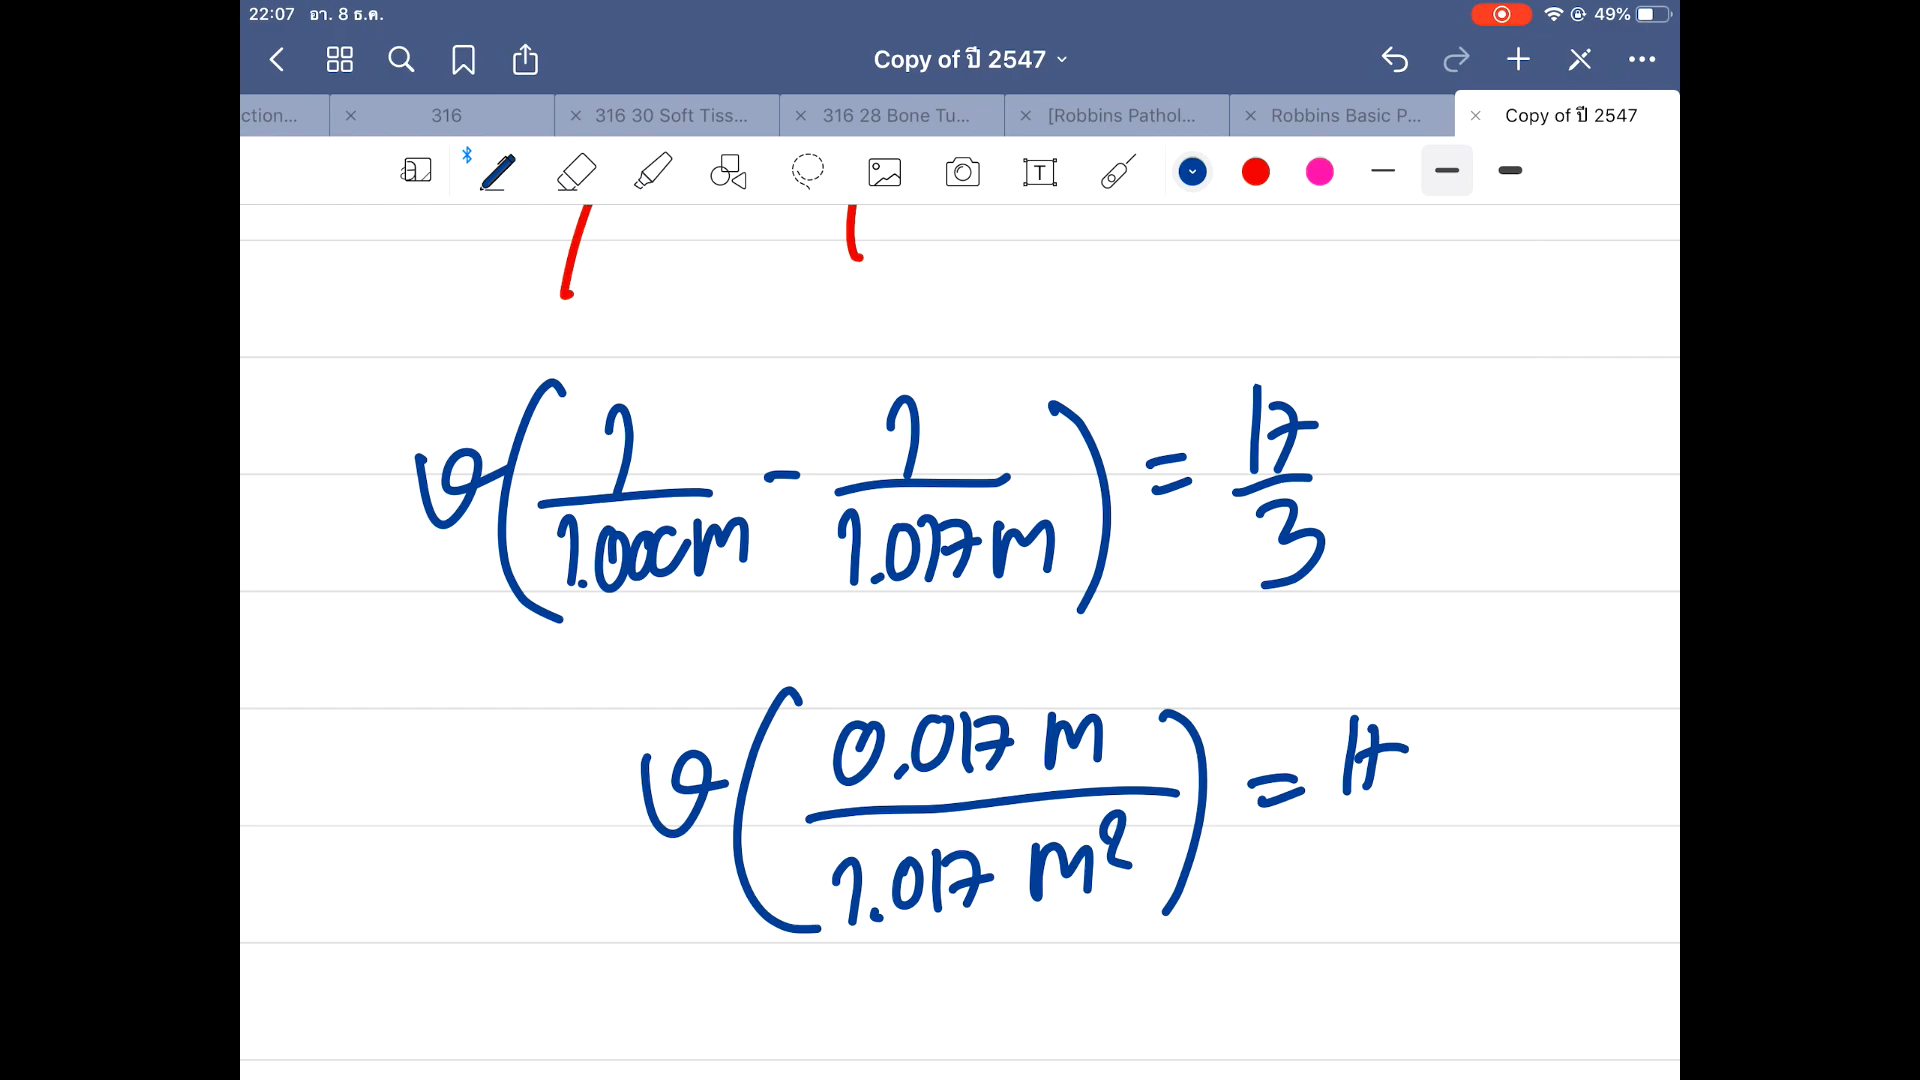 22:07 อา. 8 ธ.ค. 49%
Copy of ปี 2547
ction... 316 316 30 Soft Tiss... 316 28 Bone Tu... [Robbins Pathol... Robbins Basic P... Copy of ปี 2547
v(1/1.00cm - 1/1.017m) = 17/3
v(0.017 m/1.017 m²) = 17